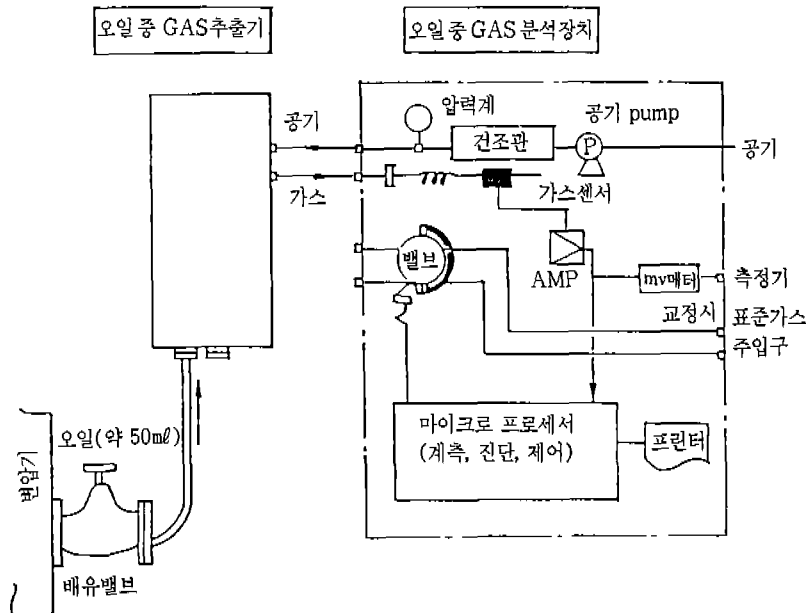 오일 중 GAS추출기
오일 중 GAS 분석장치
압력계
공기 pump
공기
건조관
P
공기
가스
가스센서
밸브
AMP
mv매터
측정기
교정시
표준가스
주입구
마이크로 프로세서
(계측, 진단, 제어)
프린터
오일(약 50mℓ)
변압기
배유밸브